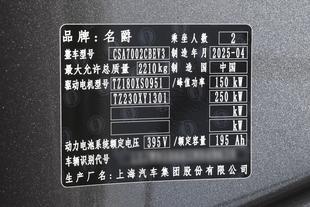 品牌：名爵 乘坐人数 2
整车型号 CSA7002CBEV3 制造年月 2025-04
最大允许总质量 2210kg 制造国 中国
驱动电机型号 TZ180XS0951 /峰值功率 150 kW
TZ230XY1301 250 kW
kW
kW
动力电池系统额定电压 395V /额定容量 195 Ah
车辆识别代号
生产厂名：上海汽车集团股份有限公司